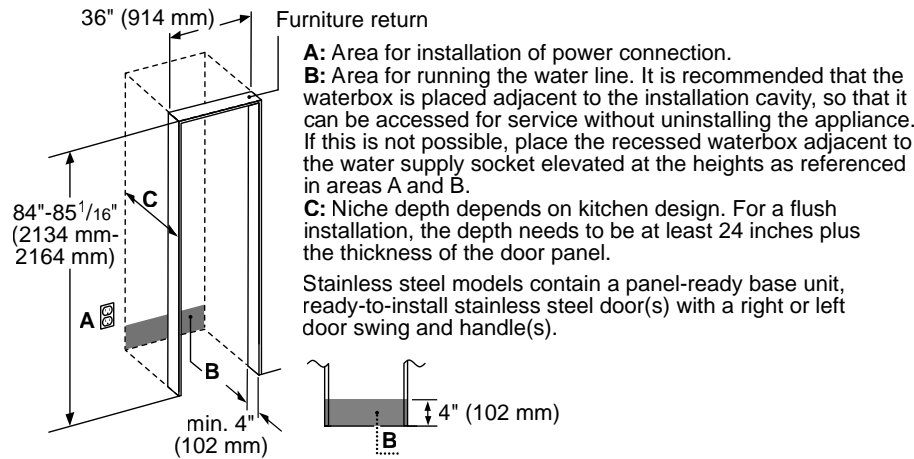 36" (914 mm)
Furniture return
A: Area for installation of power connection.
B: Area for running the water line. It is recommended that the
waterbox is placed adjacent to the installation cavity, so that it
can be accessed for service without uninstalling the appliance.
If this is not possible, place the recessed waterbox adjacent to
the water supply socket elevated at the heights as referenced
in areas A and B.
C: Niche depth depends on kitchen design. For a flush
installation, the depth needs to be at least 24 inches plus
the thickness of the door panel.
Stainless steel models contain a panel-ready base unit,
ready-to-install stainless steel door(s) with a right or left
door swing and handle(s).
C
84"-85 1/16"
(2134 mm-
2164 mm)
A
B
min. 4"
(102 mm)
4" (102 mm)
B